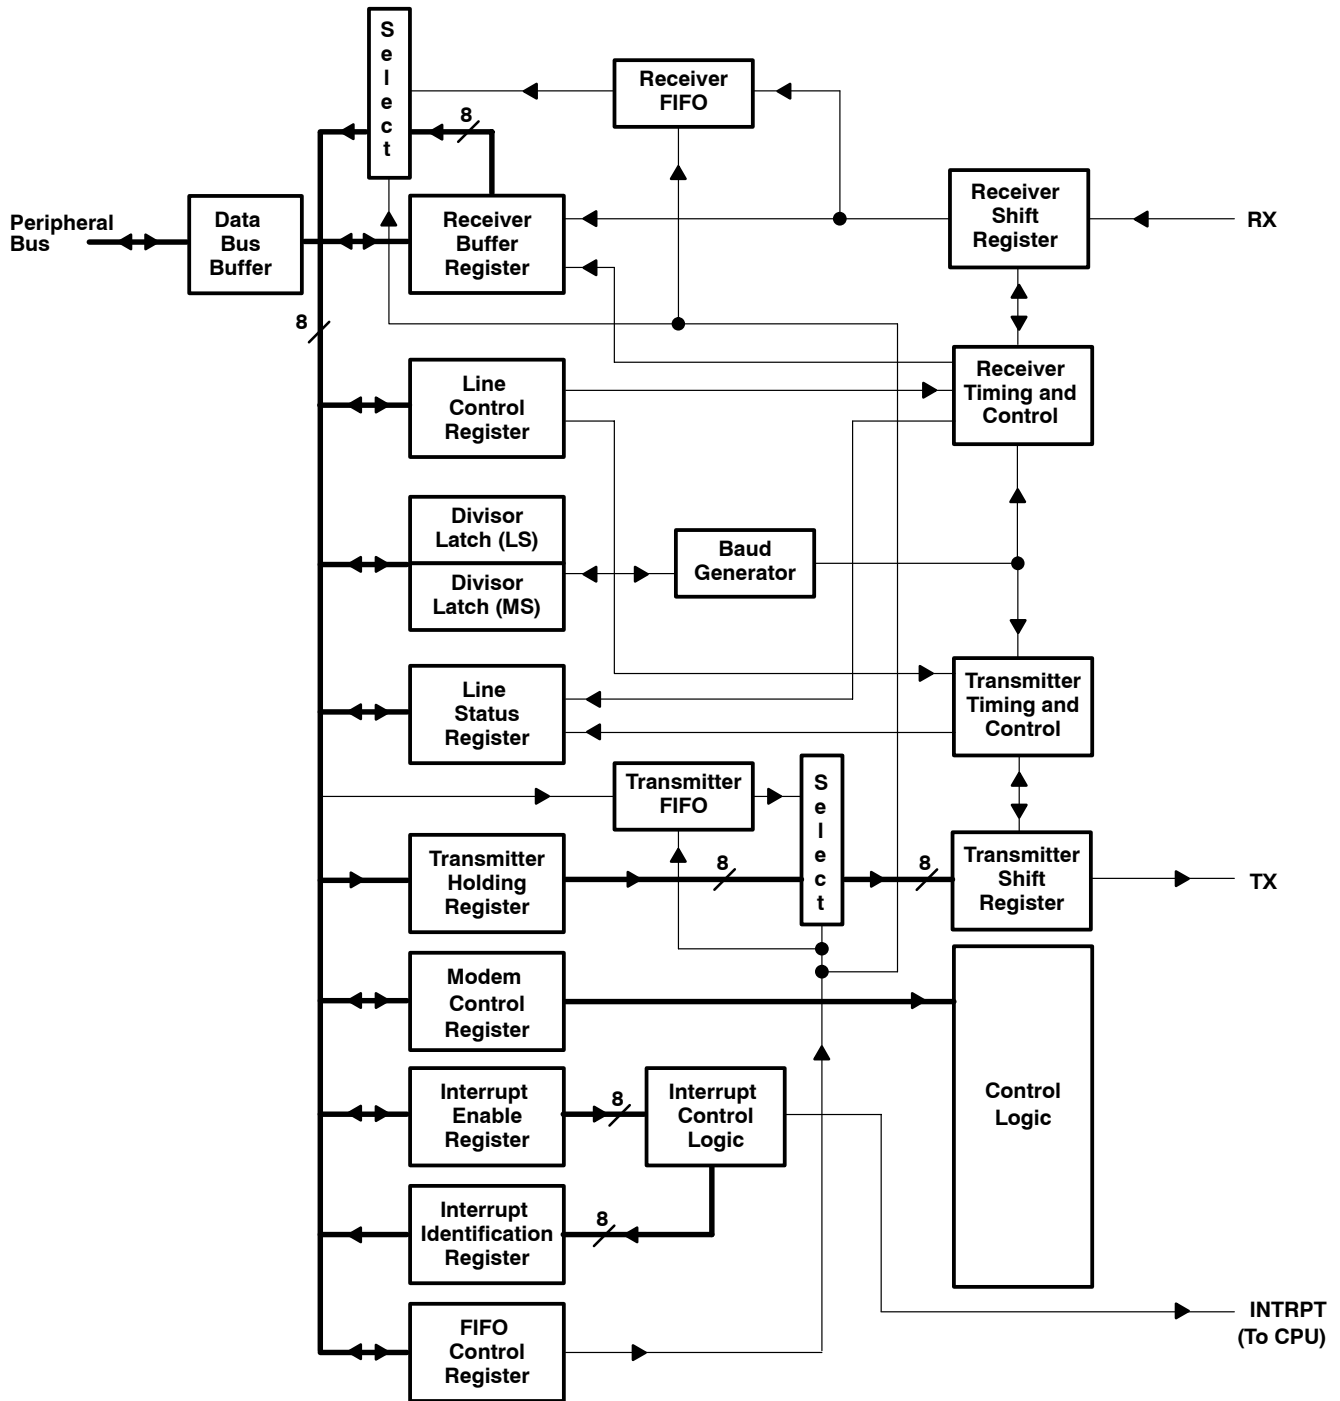 S
e
l
e
c
t
Receiver
FIFO
8
Peripheral
Bus
Data
Bus
Buffer
Receiver
Buffer
Register
Receiver
Shift
Register
RX
8
Line
Control
Register
Receiver
Timing and
Control
Divisor
Latch (LS)
Divisor
Latch (MS)
Baud
Generator
Line
Status
Register
Transmitter
Timing and
Control
Transmitter
FIFO
S
e
l
e
c
t
Transmitter
Holding
Register
8
8
Transmitter
Shift
Register
TX
Modem
Control
Register
Control
Logic
Interrupt
Enable
Register
8
Interrupt
Control
Logic
Interrupt
Identification
Register
8
FIFO
Control
Register
INTRPT
(To CPU)